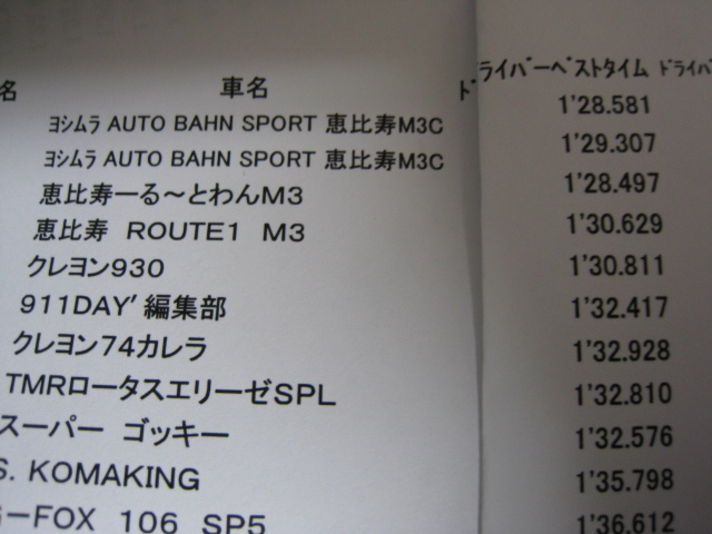 名 車名 ﾄﾞライバーベストタイム ﾄﾞﾗｲﾊﾞ
ﾖｼﾑﾗ AUTO BAHN SPORT 恵比寿M3C 1'28.581
ﾖｼﾑﾗ AUTO BAHN SPORT 恵比寿M3C 1'29.307
恵比寿ーる～とわんM3 1'28.497
恵比寿 ROUTE1 M3 1'30.629
クレヨン930 1'30.811
911DAY'編集部 1'32.417
クレヨン74カレラ 1'32.928
TMRロータスエリーゼSPL 1'32.810
スーパー ゴッキー 1'32.576
S. KOMAKING 1'35.798
G－FOX 106 SP5 1'36.612